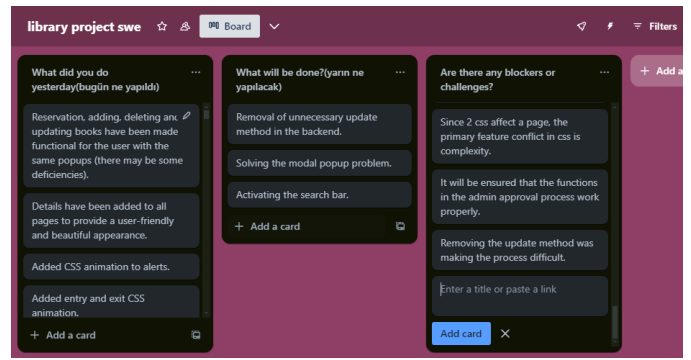 library project swe
Board
Filters
What did you do
yesterday(bugün ne yapıldı)
Reservation, adding, deleting and
updating books have been made
functional for the user with the
same popups (there may be some
deficiencies).
Details have been added to all
pages to provide a user-friendly
and beautiful appearance.
Added CSS animation to alerts.
Added entry and exit CSS
animation.
+ Add a card
What will be done?(yarın ne
yapılacak)
Removal of unnecessary update
method in the backend.
Solving the modal popup problem.
Activating the search bar.
+ Add a card
Are there any blockers or
challenges?
Since 2 css affect a page, the
primary feature conflict in css is
complexity.
It will be ensured that the functions
in the admin approval process work
properly.
Removing the update method was
making the process difficult.
Enter a title or paste a link
Add card
+ Add a